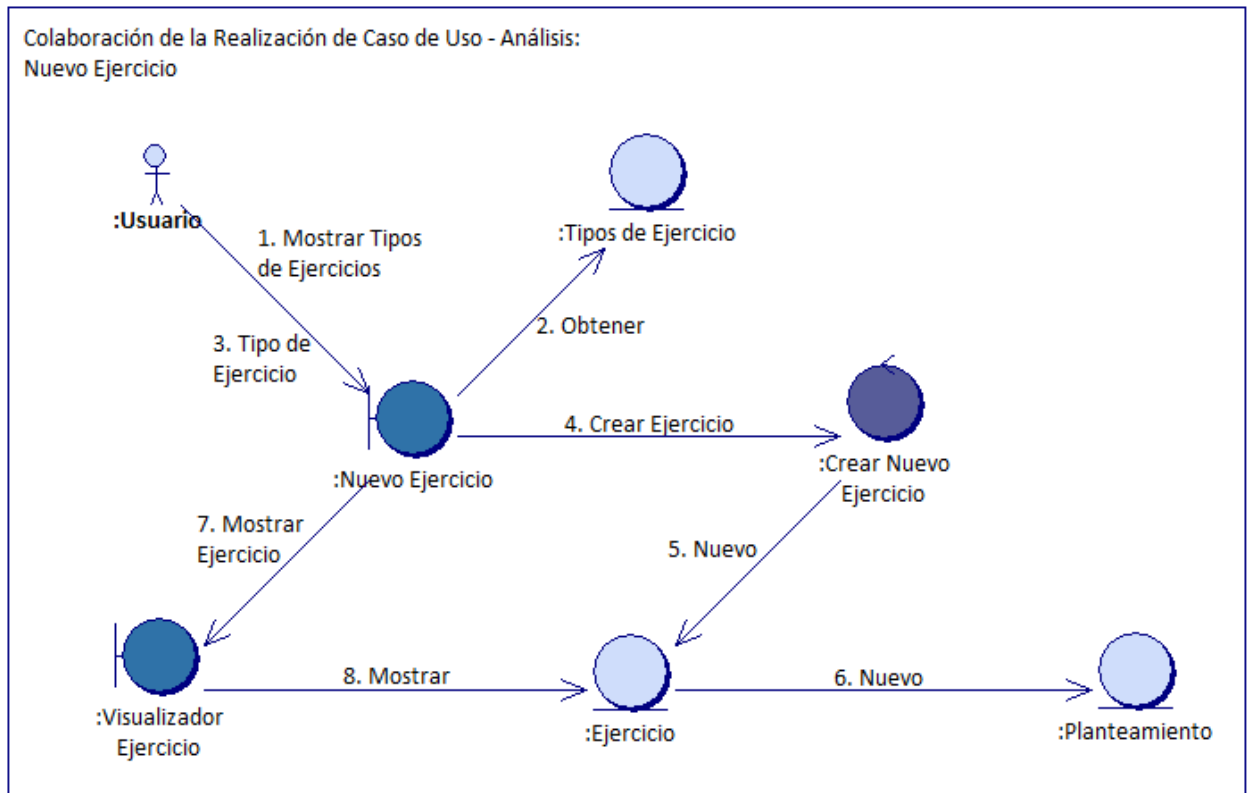 Colaboración de la Realización de Caso de Uso - Análisis:
Nuevo Ejercicio
:Usuario
1. Mostrar Tipos
de Ejercicios
:Tipos de Ejercicio
2. Obtener
3. Tipo de
Ejercicio
4. Crear Ejercicio
:Nuevo Ejercicio
:Crear Nuevo
Ejercicio
7. Mostrar
Ejercicio
5. Nuevo
8. Mostrar
6. Nuevo
:Visualizador
Ejercicio
:Ejercicio
:Planteamiento